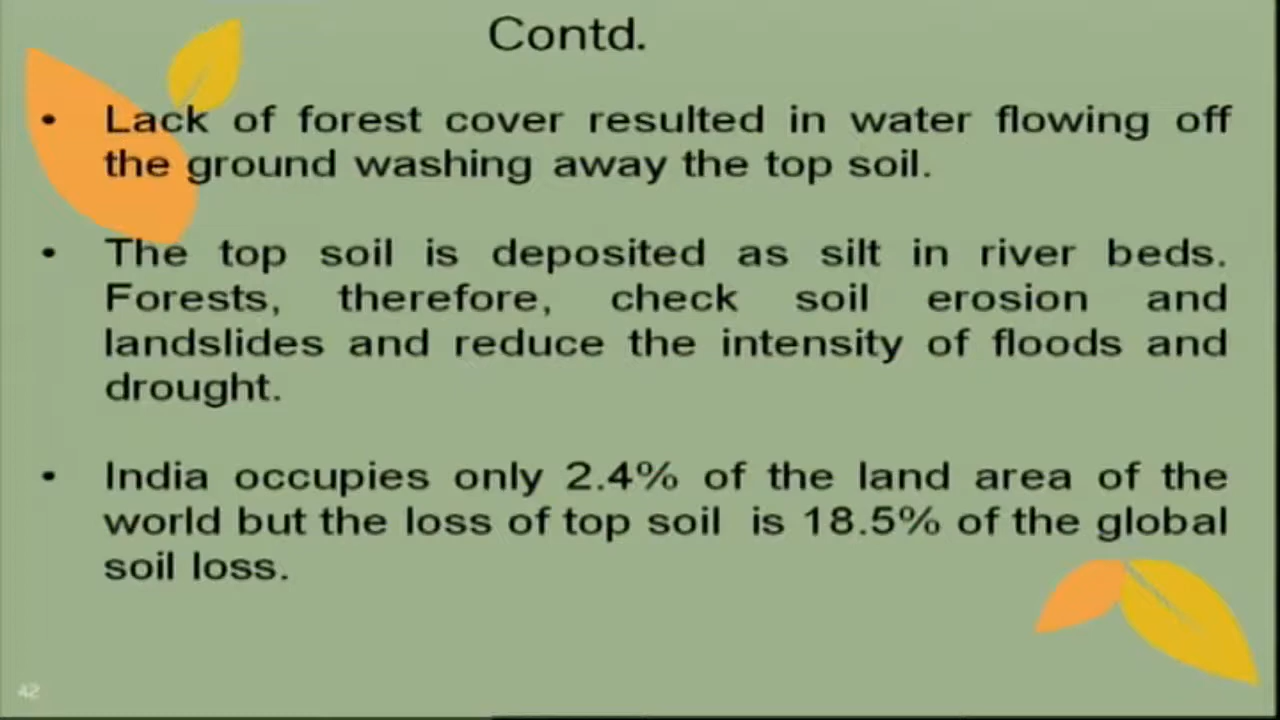 Contd.
• Lack of forest cover resulted in water flowing off
the ground washing away the top soil.
• The top soil is deposited as silt in river beds.
Forests, therefore, check soil erosion and
landslides and reduce the intensity of floods and
drought.
• India occupies only 2.4% of the land area of the
world but the loss of top soil is 18.5% of the global
soil loss.
42